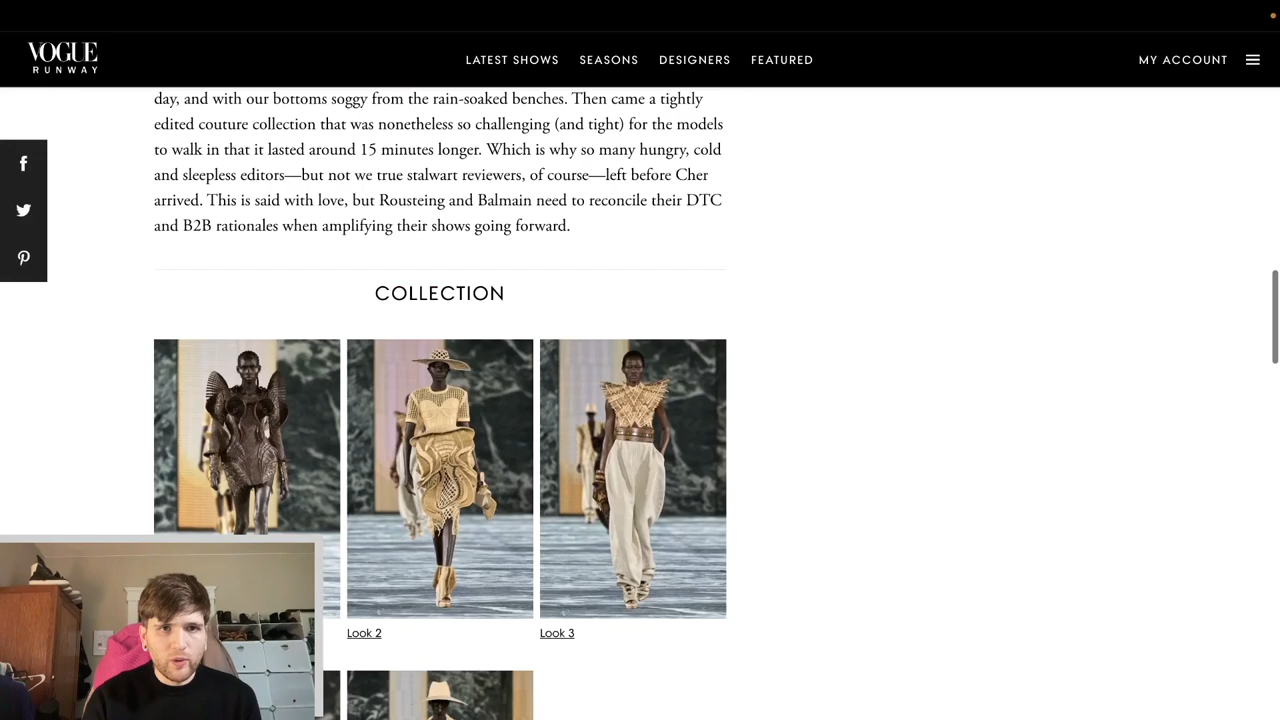 VOGUE
RUNWAY
LATEST SHOWS
SEASONS
DESIGNERS
FEATURED
MY ACCOUNT
day, and with our bottoms soggy from the rain-soaked benches. Then came a tightly
edited couture collection that was nonetheless so challenging (and tight) for the models
to walk in that it lasted around 15 minutes longer. Which is why so many hungry, cold
and sleepless editors—but not we true stalwart reviewers, of course—left before Cher
arrived. This is said with love, but Rousteing and Balmain need to reconcile their DTC
and B2B rationales when amplifying their shows going forward.
COLLECTION
Look 2
Look 3